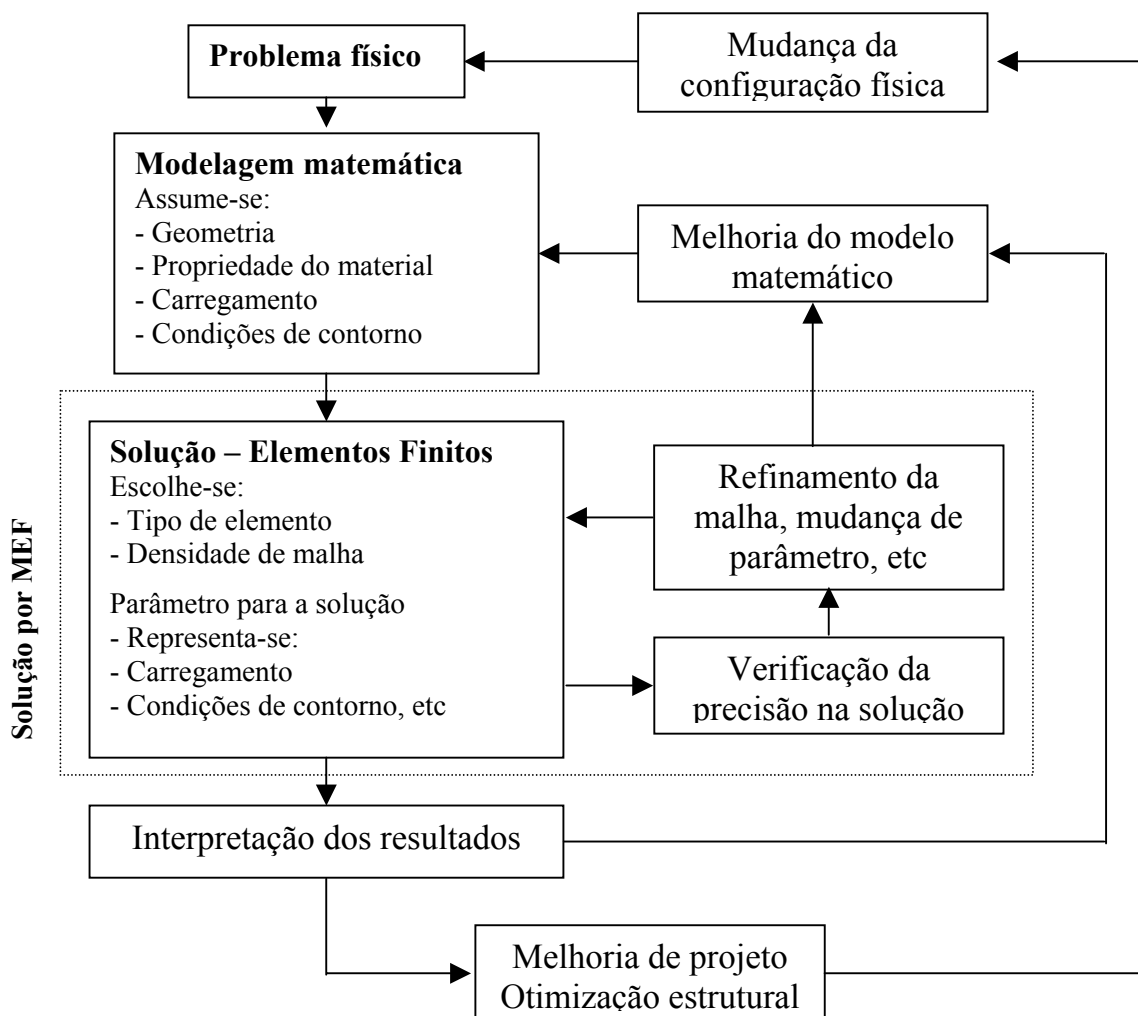 Problema físico
Mudança da
configuração física
Modelagem matemática
Assume-se:
- Geometria
- Propriedade do material
- Carregamento
- Condições de contorno
Melhoria do modelo
matemático
Solução por MEF
Solução – Elementos Finitos
Escolhe-se:
- Tipo de elemento
- Densidade de malha
Parâmetro para a solução
- Representa-se:
- Carregamento
- Condições de contorno, etc
Refinamento da
malha, mudança de
parâmetro, etc
Verificação da
precisão na solução
Interpretação dos resultados
Melhoria de projeto
Otimização estrutural